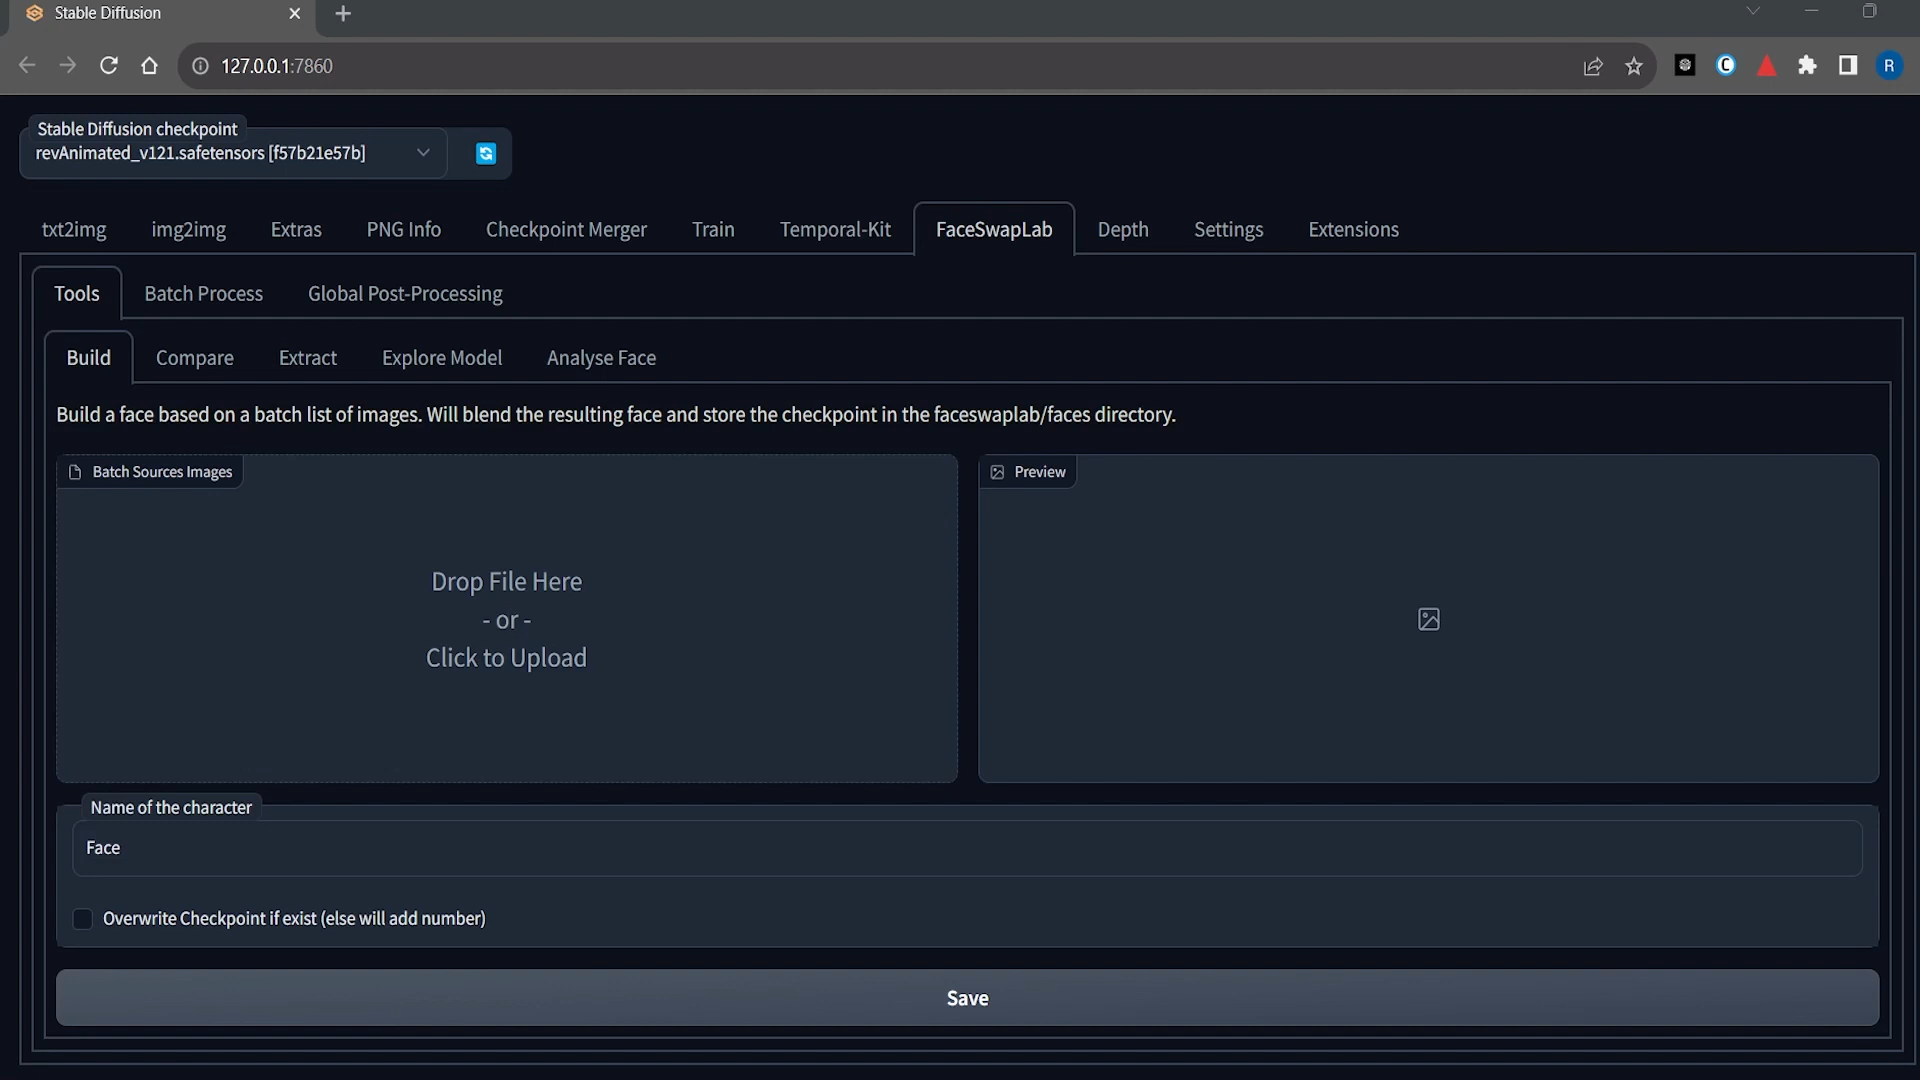 Stable Diffusion
127.0.0.1:7860
R
Stable Diffusion checkpoint
revAnimated_v121.safetensors [f57b21e57b]
txt2img img2img Extras PNG Info Checkpoint Merger Train Temporal-Kit FaceSwapLab Depth Settings Extensions
Tools Batch Process Global Post-Processing
Build Compare Extract Explore Model Analyse Face
Build a face based on a batch list of images. Will blend the resulting face and store the checkpoint in the faceswaplab/faces directory.
Batch Sources Images
Drop File Here
- or -
Click to Upload
Preview
Name of the character
Face
Overwrite Checkpoint if exist (else will add number)
Save